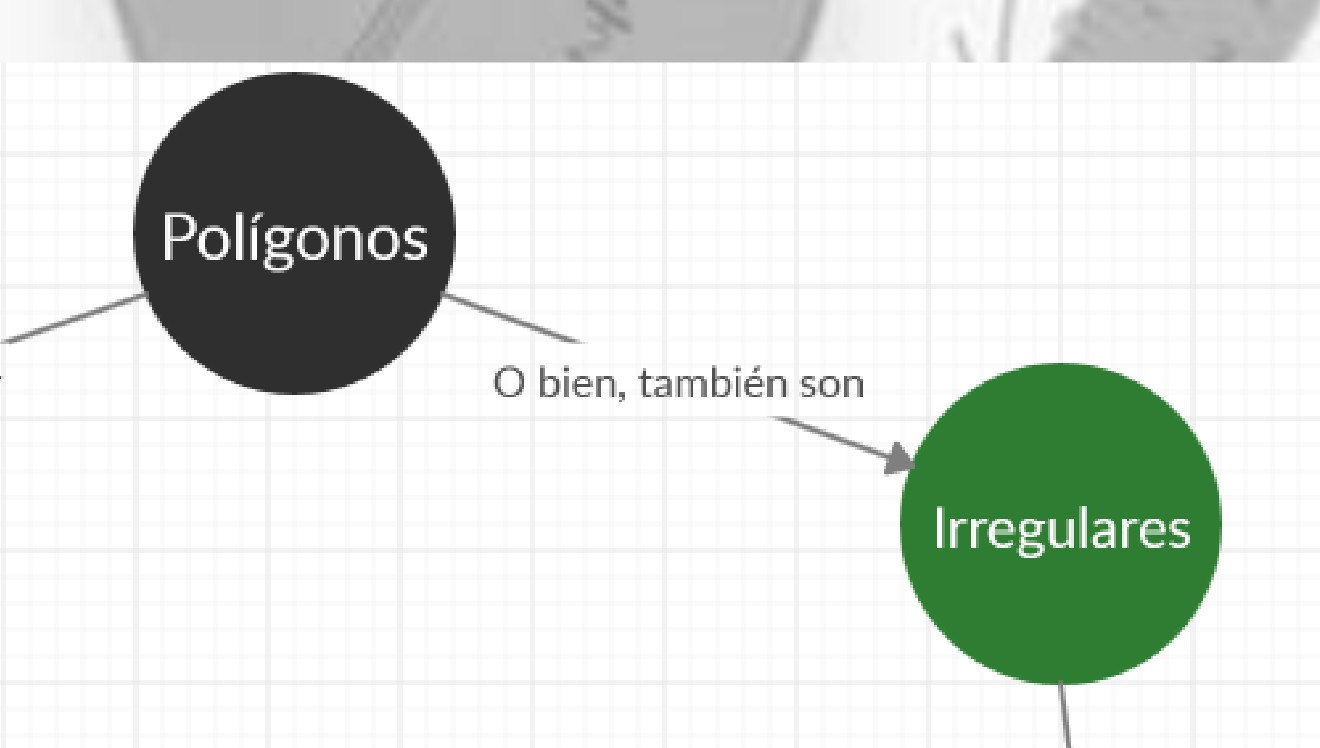 Polígonos
O bien, también son
Irregulares